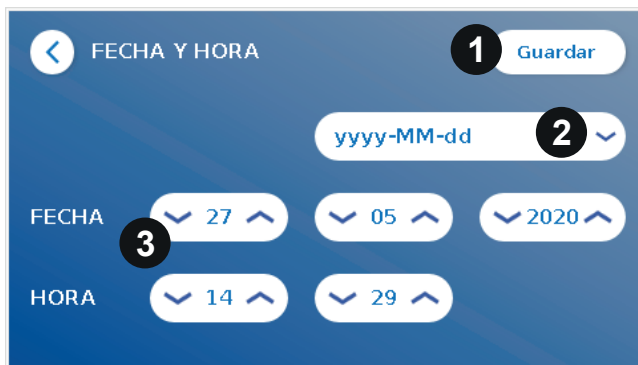 FECHA Y HORA 1 Guardar
yyyy-MM-dd 2
FECHA 27 05 2020
3
HORA 14 29